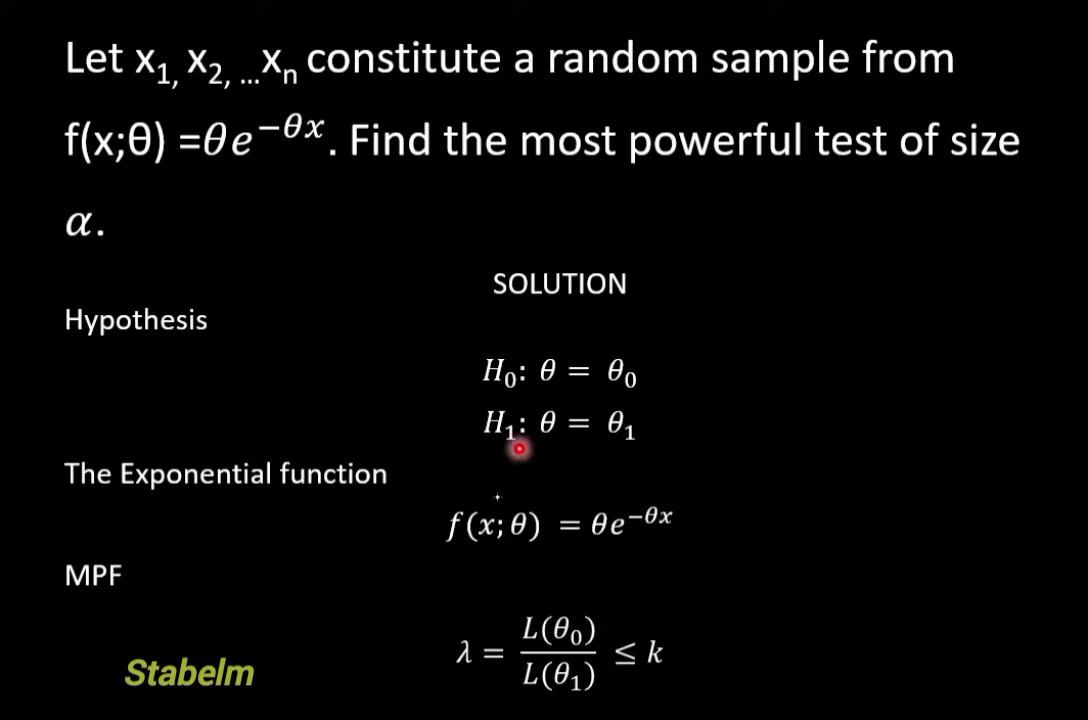 Let x₁, x₂, ...xₙ constitute a random sample from
f(x;θ) =θe^{−θx}. Find the most powerful test of size
α.
SOLUTION
Hypothesis
H₀: θ = θ₀
H₁: θ = θ₁
The Exponential function
f(x; θ) = θe^{−θx}
MPF
λ = L(θ₀)/L(θ₁) ≤ k
Stabelm